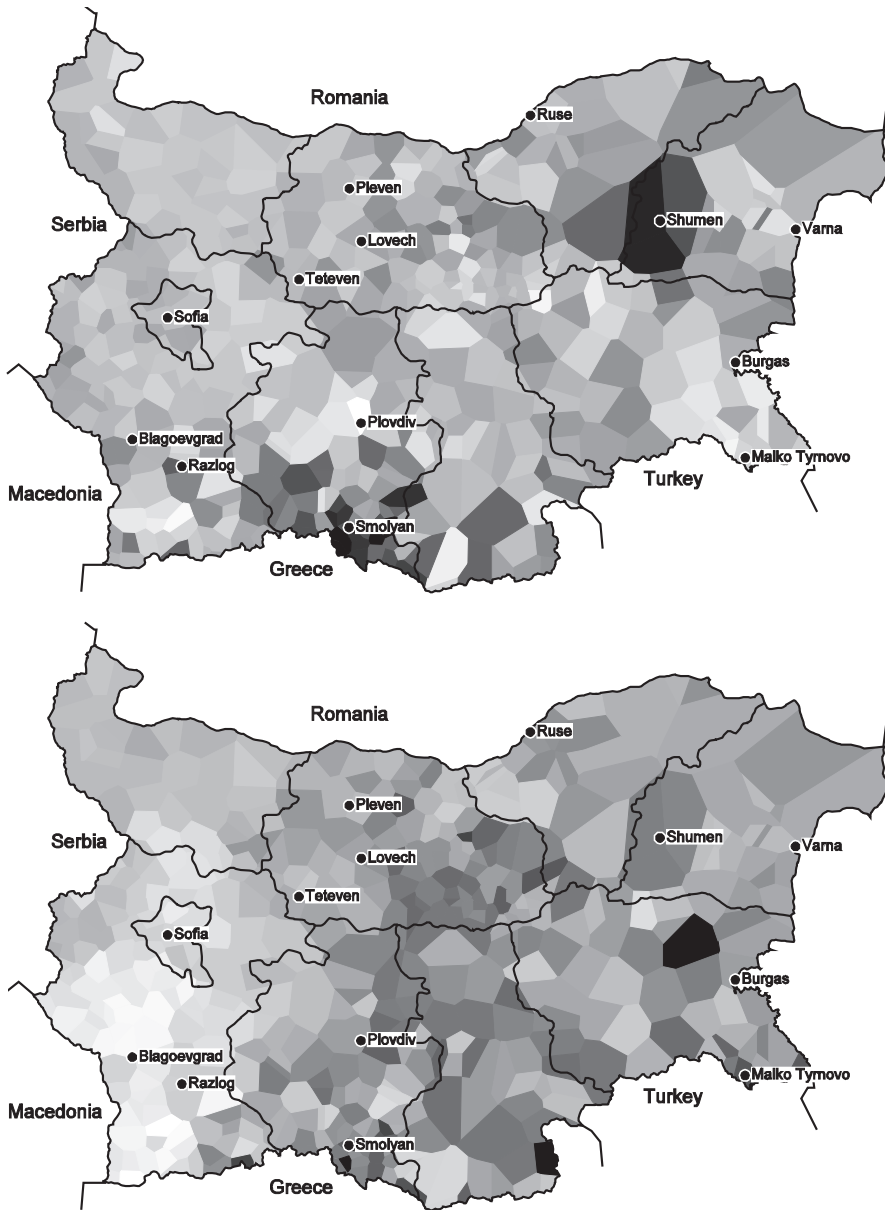 Romania
Ruse
Pleven
Shumen
Serbia
Varna
Lovech
Teteven
Sofia
Burgas
Plovdiv
Blagoevgrad
Malko Tyrnovo
Razlog
Turkey
Macedonia
Smolyan
Greece
Romania
Ruse
Pleven
Shumen
Serbia
Varna
Lovech
Teteven
Sofia
Burgas
Plovdiv
Blagoevgrad
Malko Tyrnovo
Razlog
Turkey
Macedonia
Smolyan
Greece